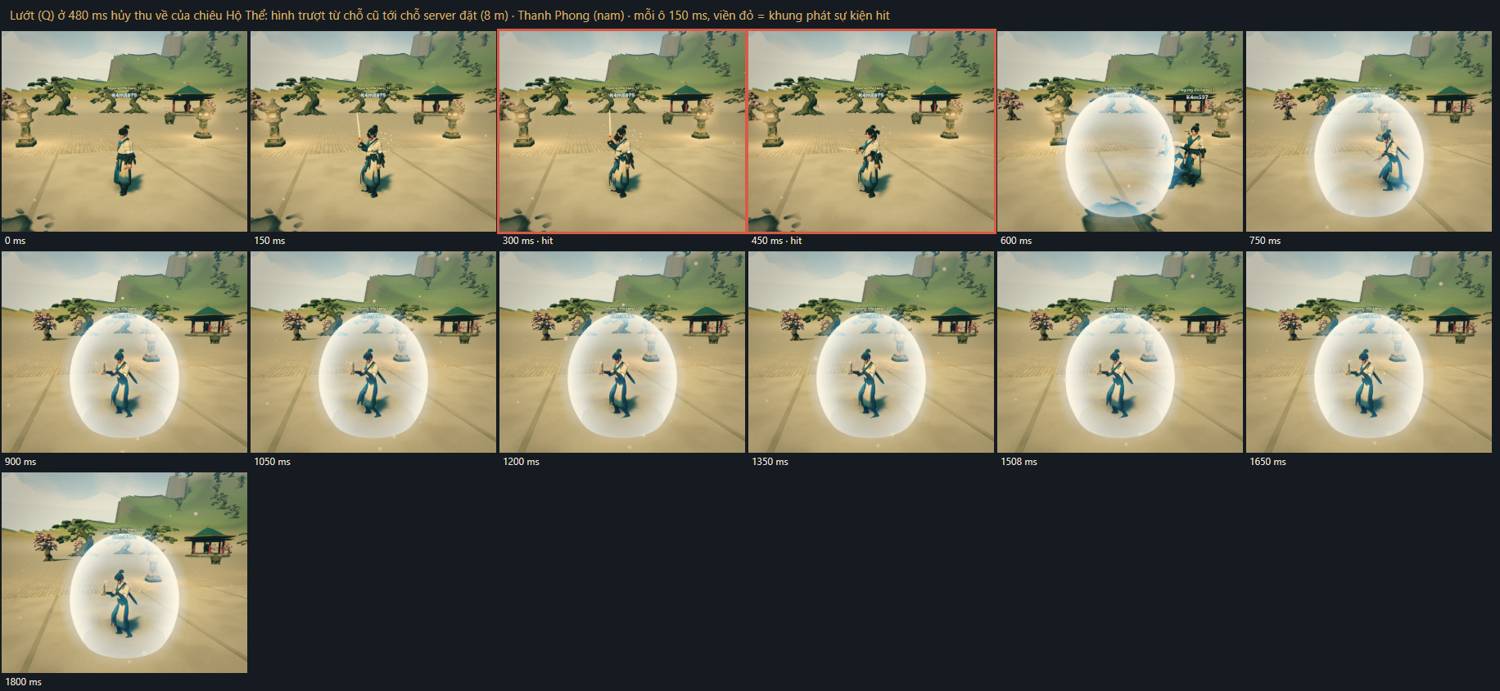 Lướt (Q) ở 480 ms hủy thu về của chiêu Hộ Thể: hình trượt từ chỗ cũ tới chỗ server đặt (8 m) · Thanh Phong (nam) · mỗi ô 150 ms, viền đỏ = khung phát sự kiện hit
0 ms
150 ms
300 ms · hit
450 ms · hit
600 ms
750 ms
900 ms
1050 ms
1200 ms
1350 ms
1508 ms
1650 ms
1800 ms